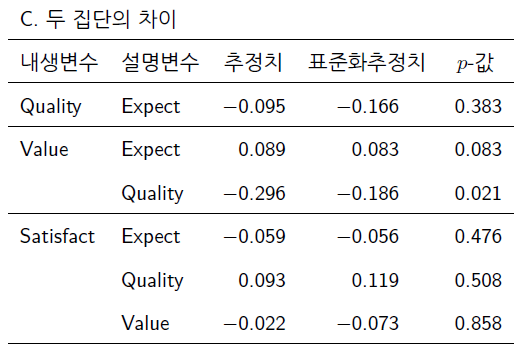 C. 두 집단의 차이
내생변수 설명변수 추정치 표준화추정치 p-값
Quality Expect −0.095 −0.166 0.383
Value Expect 0.089 0.083 0.083
Quality −0.296 −0.186 0.021
Satisfact Expect −0.059 −0.056 0.476
Quality 0.093 0.119 0.508
Value −0.022 −0.073 0.858